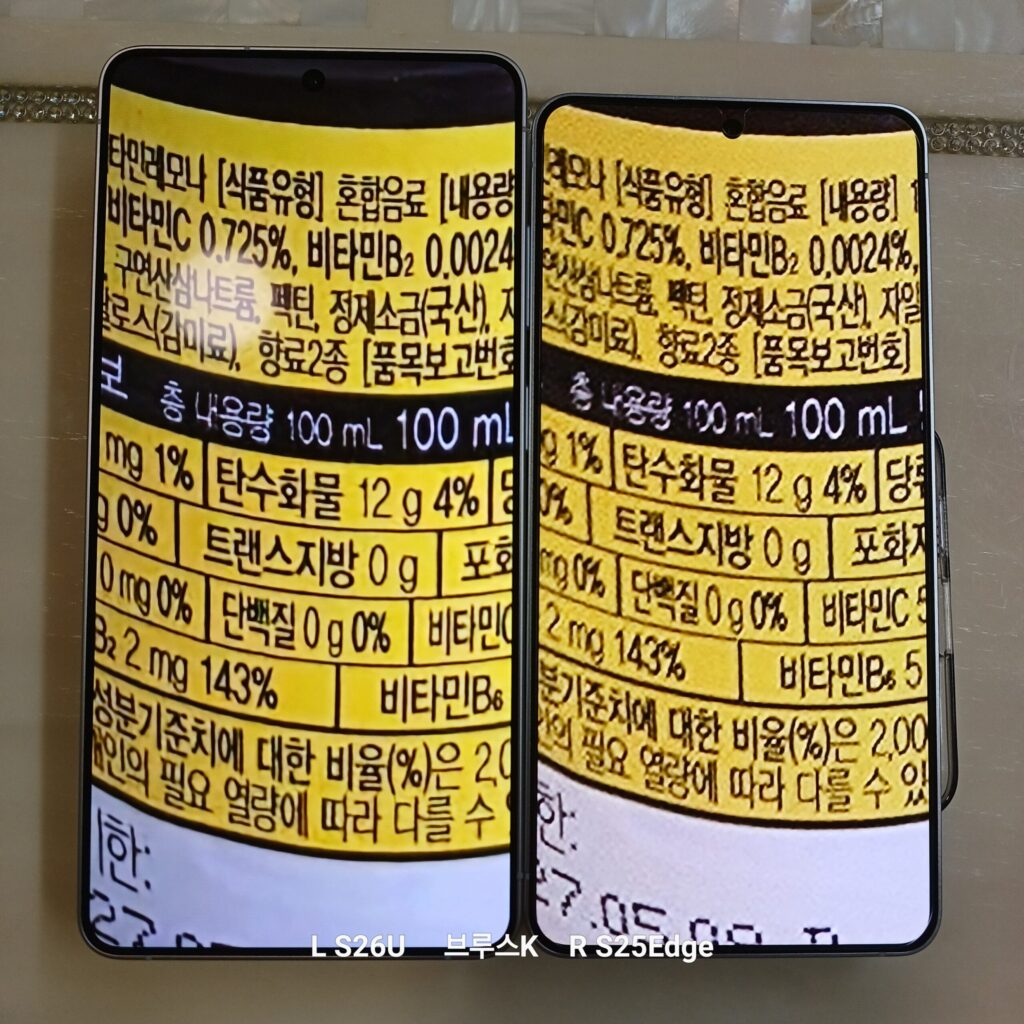 타민레모나 [식품유형] 혼합음료 [내용량
비타민C 0.725%, 비타민B₂ 0.0024
구연산삼나트륨, 펙틴, 정제소금(국산), 자
(감미료), 향료2종 [품목보고번호
총 내용량 100 mL 100 mL
mg 1% 탄수화물 12 g 4%
g 0% 트랜스지방 0 g 포화
0 mg 0% 단백질 0 g 0% 비타민C
B₂ 2 mg 143% 비타민B₆
성분기준치에 대한 비율(%)은 2,0
인의 필요 열량에 따라 다를 수
한:
27.0
레모나 [식품유형] 혼합음료 [내용량]
타민C 0.725%, 비타민B₂ 0.0024%,
연산삼나트륨, 펙틴, 정제소금(국산), 자일
(감미료), 향료2종 [품목보고번호]
총 내용량 100 mL 100 mL
g 1% 탄수화물 12 g 4% 당류
0% 트랜스지방 0 g 포화지
mg 0% 단백질 0 g 0% 비타민C 5
2 mg 143% 비타민B₆ 5
분기준치에 대한 비율(%)은 2,00
의 필요 열량에 따라 다를 수 있
한:
27.05.08
L S26U 브루스K R S25Edge